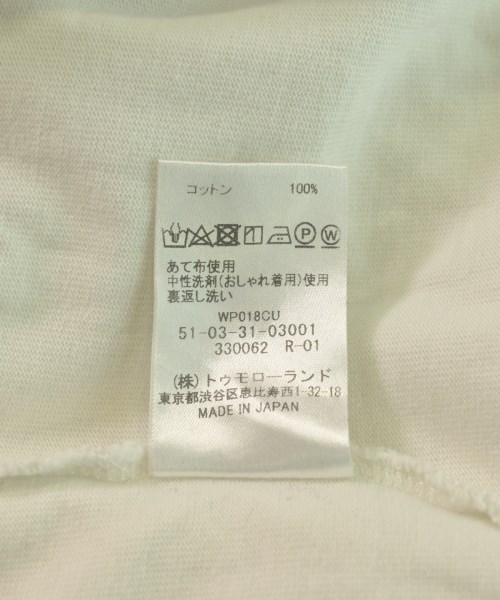 コットン 100%
P W
あて布使用
中性洗剤(おしゃれ着用)使用
裏返し洗い
WP018CU
51-03-31-03001
330062 R-01
(株)トゥモローランド
東京都渋谷区恵比寿西1-32-18
MADE IN JAPAN